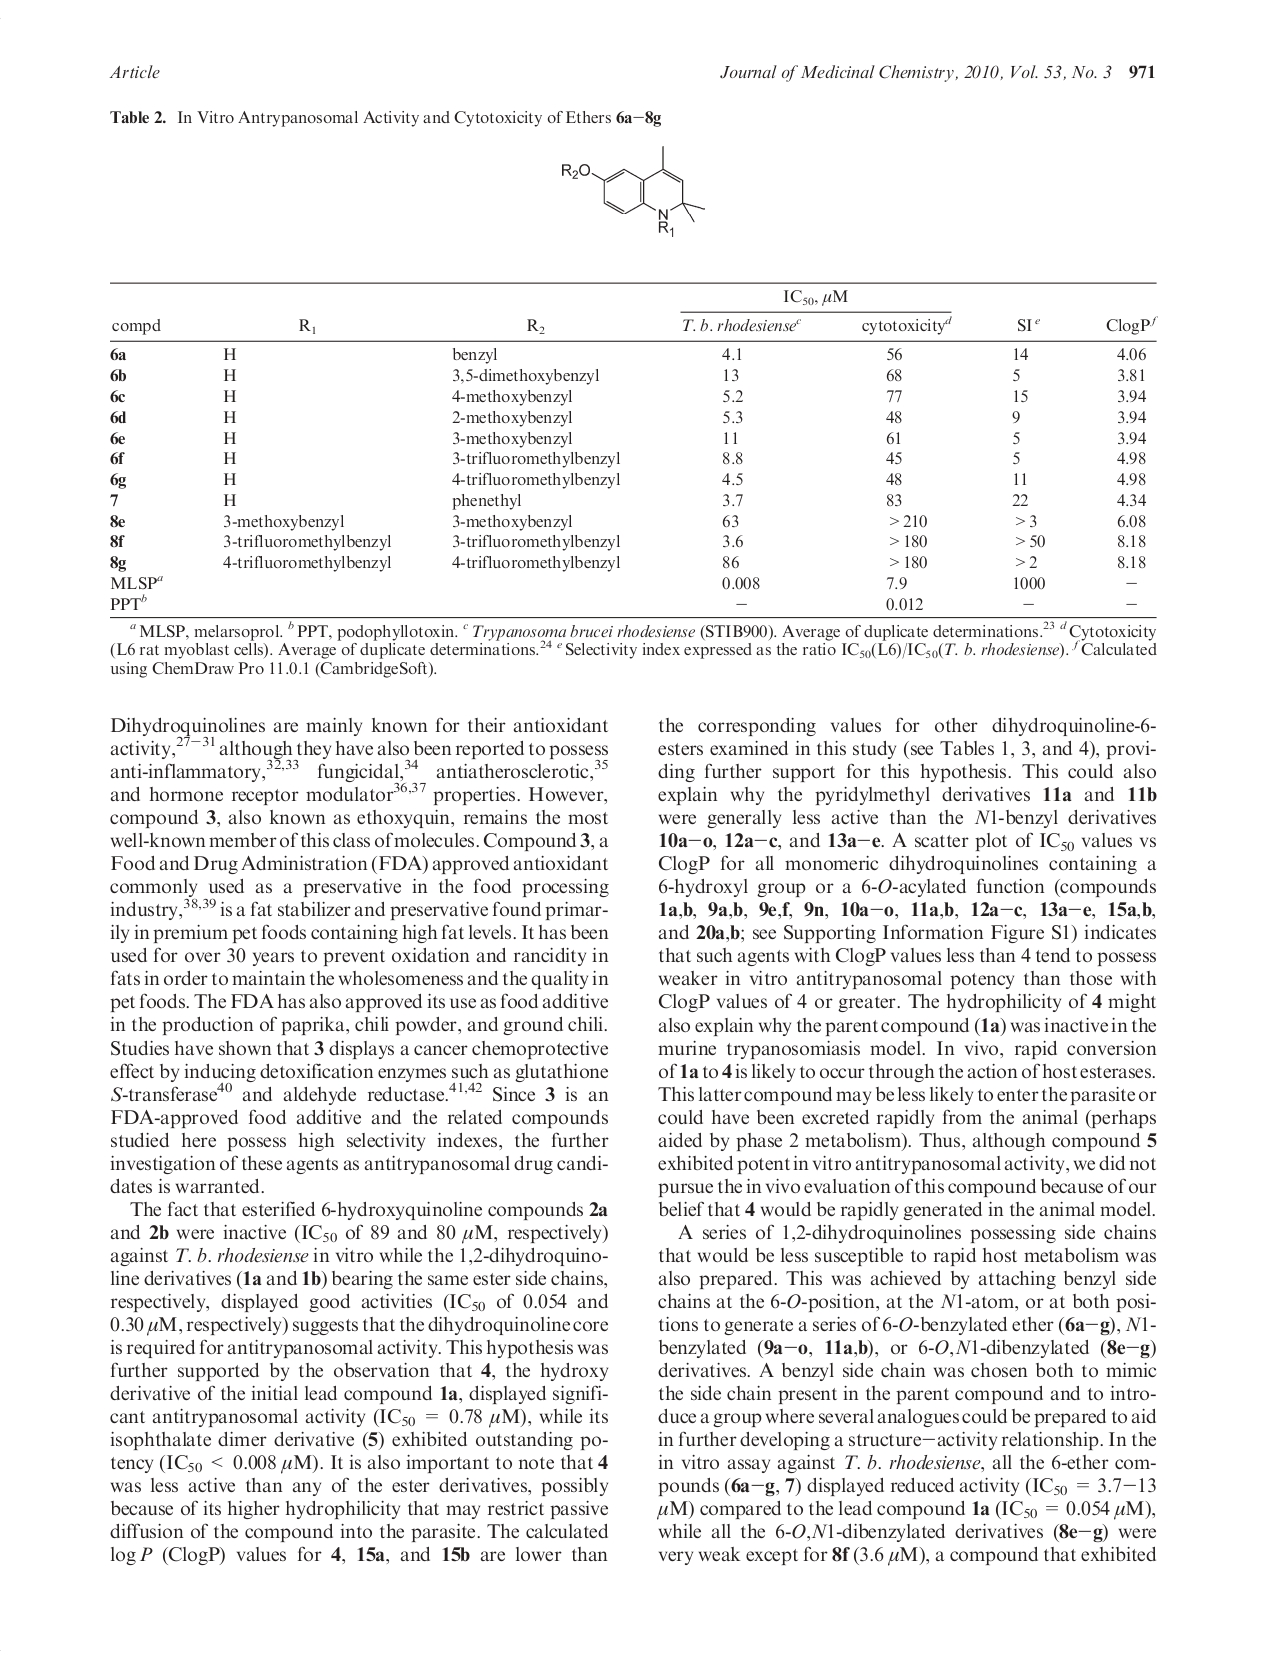 Article
Journal of Medicinal Chemistry, 2010, Vol. 53, No. 3 971
Table 2. In Vitro Antrypanosomal Activity and Cytotoxicity of Ethers 6a−8g
R2O
N
R1
IC50, μM
compd R1 R2 T. b. rhodesiense^c cytotoxicity^d SI^e ClogP^f
6a H benzyl 4.1 56 14 4.06
6b H 3,5-dimethoxybenzyl 13 68 5 3.81
6c H 4-methoxybenzyl 5.2 77 15 3.94
6d H 2-methoxybenzyl 5.3 48 9 3.94
6e H 3-methoxybenzyl 11 61 5 3.94
6f H 3-trifluoromethylbenzyl 8.8 45 5 4.98
6g H 4-trifluoromethylbenzyl 4.5 48 11 4.98
7 H phenethyl 3.7 83 22 4.34
8e 3-methoxybenzyl 3-methoxybenzyl 63 >210 >3 6.08
8f 3-trifluoromethylbenzyl 3-trifluoromethylbenzyl 3.6 >180 >50 8.18
8g 4-trifluoromethylbenzyl 4-trifluoromethylbenzyl 86 >180 >2 8.18
MLSP^a 0.008 7.9 1000 −
PPT^b − 0.012 − −
^a MLSP, melarsoprol. ^b PPT, podophyllotoxin. ^c Trypanosoma brucei rhodesiense (STIB900). Average of duplicate determinations.^23 ^d Cytotoxicity
(L6 rat myoblast cells). Average of duplicate determinations.^24 ^e Selectivity index expressed as the ratio IC50(L6)/IC50(T. b. rhodesiense). ^f Calculated
using ChemDraw Pro 11.0.1 (CambridgeSoft).
Dihydroquinolines are mainly known for their antioxidant
activity,^27−31 although they have also been reported to possess
anti-inflammatory,^32,33 fungicidal,^34 antiatherosclerotic,^35
and hormone receptor modulator^36,37 properties. However,
compound 3, also known as ethoxyquin, remains the most
well-known member of this class of molecules. Compound 3, a
Food and Drug Administration (FDA) approved antioxidant
commonly used as a preservative in the food processing
industry,^38,39 is a fat stabilizer and preservative found primar-
ily in premium pet foods containing high fat levels. It has been
used for over 30 years to prevent oxidation and rancidity in
fats in order to maintain the wholesomeness and the quality in
pet foods. The FDA has also approved its use as food additive
in the production of paprika, chili powder, and ground chili.
Studies have shown that 3 displays a cancer chemoprotective
effect by inducing detoxification enzymes such as glutathione
S-transferase^40 and aldehyde reductase.^41,42 Since 3 is an
FDA-approved food additive and the related compounds
studied here possess high selectivity indexes, the further
investigation of these agents as antitrypanosomal drug candi-
dates is warranted.
The fact that esterified 6-hydroxyquinoline compounds 2a
and 2b were inactive (IC50 of 89 and 80 μM, respectively)
against T. b. rhodesiense in vitro while the 1,2-dihydroquino-
line derivatives (1a and 1b) bearing the same ester side chains,
respectively, displayed good activities (IC50 of 0.054 and
0.30 μM, respectively) suggests that the dihydroquinoline core
is required for antitrypanosomal activity. This hypothesis was
further supported by the observation that 4, the hydroxy
derivative of the initial lead compound 1a, displayed signifi-
cant antitrypanosomal activity (IC50 = 0.78 μM), while its
isophthalate dimer derivative (5) exhibited outstanding po-
tency (IC50 < 0.008 μM). It is also important to note that 4
was less active than any of the ester derivatives, possibly
because of its higher hydrophilicity that may restrict passive
diffusion of the compound into the parasite. The calculated
log P (ClogP) values for 4, 15a, and 15b are lower than
the corresponding values for other dihydroquinoline-6-
esters examined in this study (see Tables 1, 3, and 4), provi-
ding further support for this hypothesis. This could also
explain why the pyridylmethyl derivatives 11a and 11b
were generally less active than the N1-benzyl derivatives
10a−o, 12a−c, and 13a−e. A scatter plot of IC50 values vs
ClogP for all monomeric dihydroquinolines containing a
6-hydroxyl group or a 6-O-acylated function (compounds
1a,b, 9a,b, 9e,f, 9n, 10a−o, 11a,b, 12a−c, 13a−e, 15a,b,
and 20a,b; see Supporting Information Figure S1) indicates
that such agents with ClogP values less than 4 tend to possess
weaker in vitro antitrypanosomal potency than those with
ClogP values of 4 or greater. The hydrophilicity of 4 might
also explain why the parent compound (1a) was inactive in the
murine trypanosomiasis model. In vivo, rapid conversion
of 1a to 4 is likely to occur through the action of host esterases.
This latter compound may be less likely to enter the parasite or
could have been excreted rapidly from the animal (perhaps
aided by phase 2 metabolism). Thus, although compound 5
exhibited potent in vitro antitrypanosomal activity, we did not
pursue the in vivo evaluation of this compound because of our
belief that 4 would be rapidly generated in the animal model.
A series of 1,2-dihydroquinolines possessing side chains
that would be less susceptible to rapid host metabolism was
also prepared. This was achieved by attaching benzyl side
chains at the 6-O-position, at the N1-atom, or at both posi-
tions to generate a series of 6-O-benzylated ether (6a−g), N1-
benzylated (9a−o, 11a,b), or 6-O,N1-dibenzylated (8e−g)
derivatives. A benzyl side chain was chosen both to mimic
the side chain present in the parent compound and to intro-
duce a group where several analogues could be prepared to aid
in further developing a structure−activity relationship. In the
in vitro assay against T. b. rhodesiense, all the 6-ether com-
pounds (6a−g, 7) displayed reduced activity (IC50 = 3.7−13
μM) compared to the lead compound 1a (IC50 = 0.054 μM),
while all the 6-O,N1-dibenzylated derivatives (8e−g) were
very weak except for 8f (3.6 μM), a compound that exhibited